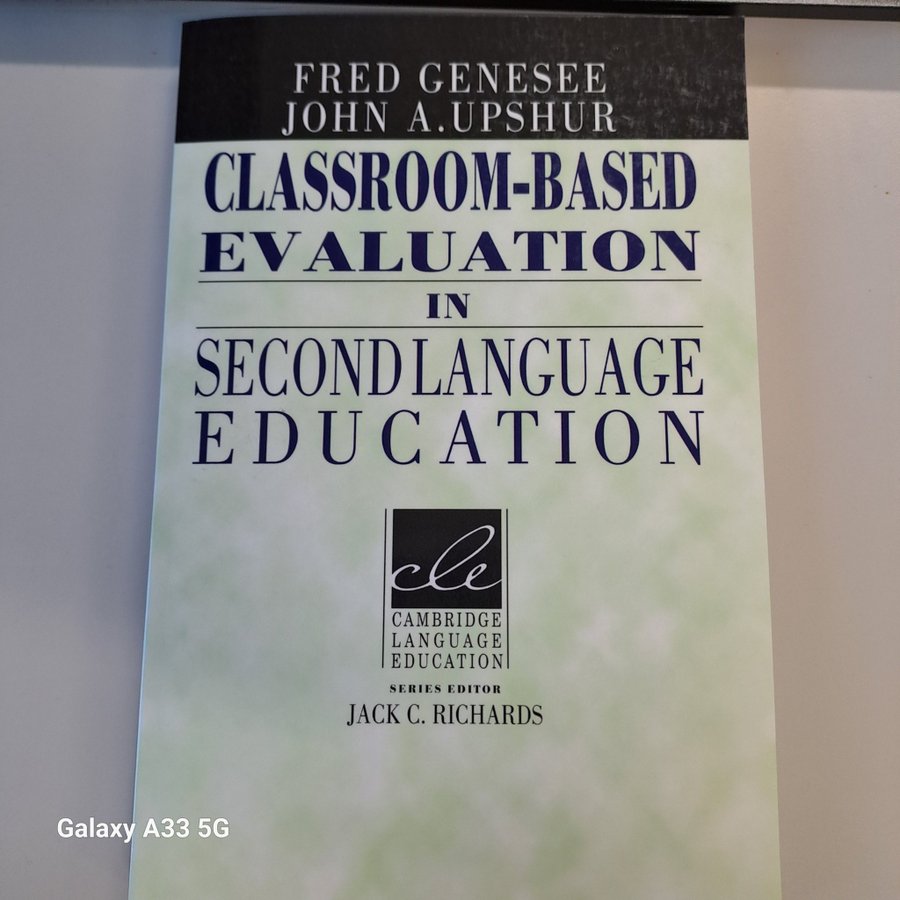 FRED GENESEE
JOHN A. UPSHUR
CLASSROOM-BASED
EVALUATION
IN
SECOND LANGUAGE
EDUCATION
cle
CAMBRIDGE
LANGUAGE
EDUCATION
SERIES EDITOR
JACK C. RICHARDS
Galaxy A33 5G